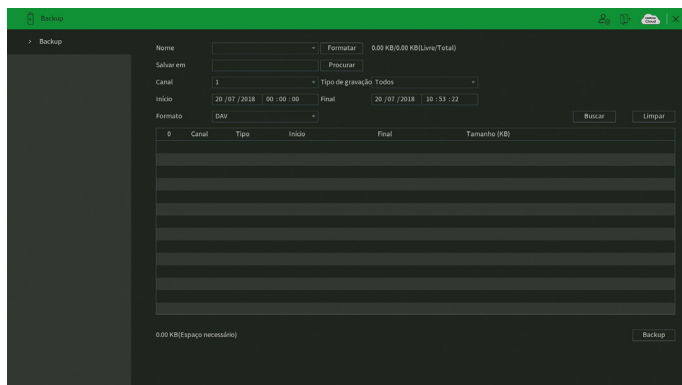 Backup
> Backup
Nome Formatar 0.00 KB/0.00 KB(Livre/Total)
Salvar em Procurar
Canal 1 Tipo de gravação Todos
Início 20 /07 /2018 00 : 00 : 00 Final 20 /07 /2018 10 : 53 : 22
Formato DAV Buscar Limpar
0 Canal Tipo Início Final Tamanho (KB)
0.00 KB(Espaço necessário) Backup